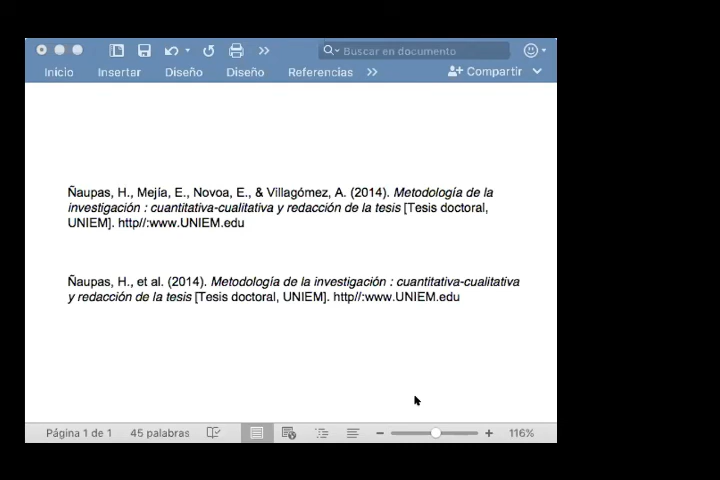 Buscar en documento
Inicio Insertar Diseño Diseño Referencias Compartir
Ñaupas, H., Mejía, E., Novoa, E., & Villagómez, A. (2014). Metodología de la
investigación : cuantitativa-cualitativa y redacción de la tesis [Tesis doctoral,
UNIEM]. http//:www.UNIEM.edu
Ñaupas, H., et al. (2014). Metodología de la investigación : cuantitativa-cualitativa
y redacción de la tesis [Tesis doctoral, UNIEM]. http//:www.UNIEM.edu
Página 1 de 1 45 palabras 116%